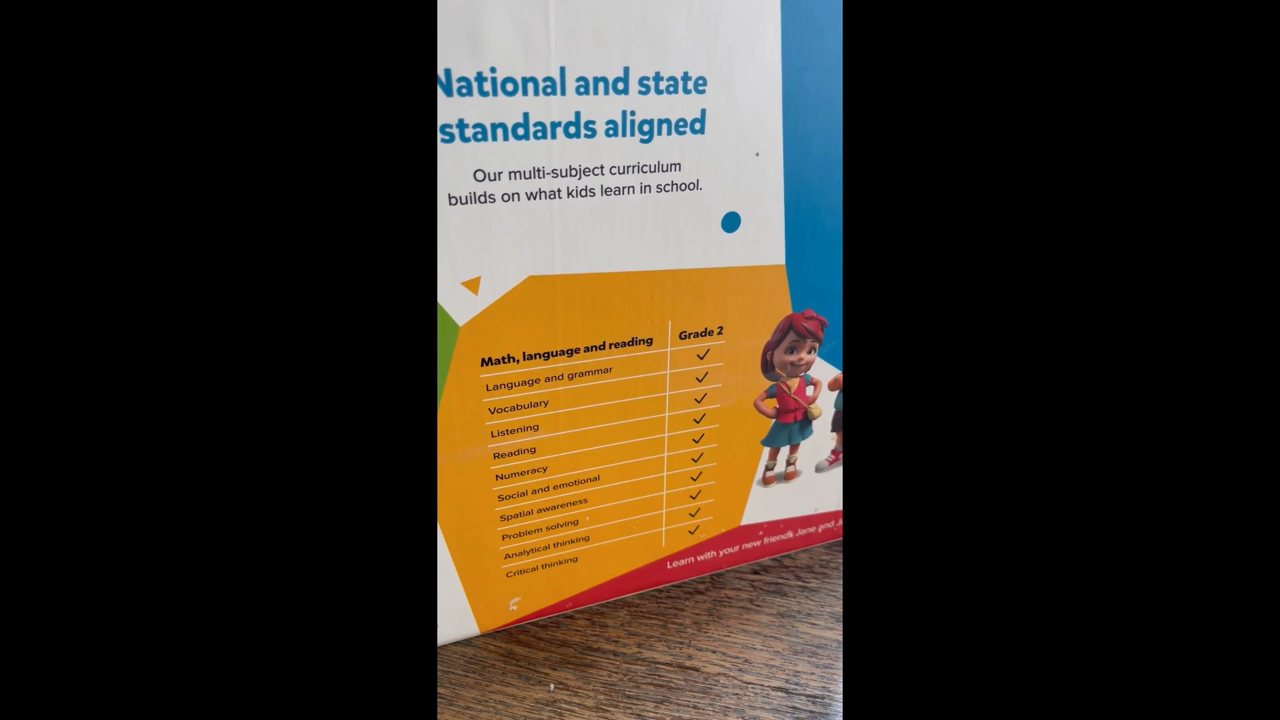 National and state
standards aligned
Our multi-subject curriculum
builds on what kids learn in school.
Math, language and reading Grade 2
Language and grammar ✓
Vocabulary ✓
Listening ✓
Reading ✓
Numeracy ✓
Social and emotional ✓
Spatial awareness ✓
Problem solving ✓
Analytical thinking ✓
Critical thinking ✓
Learn with your new friends Jane and